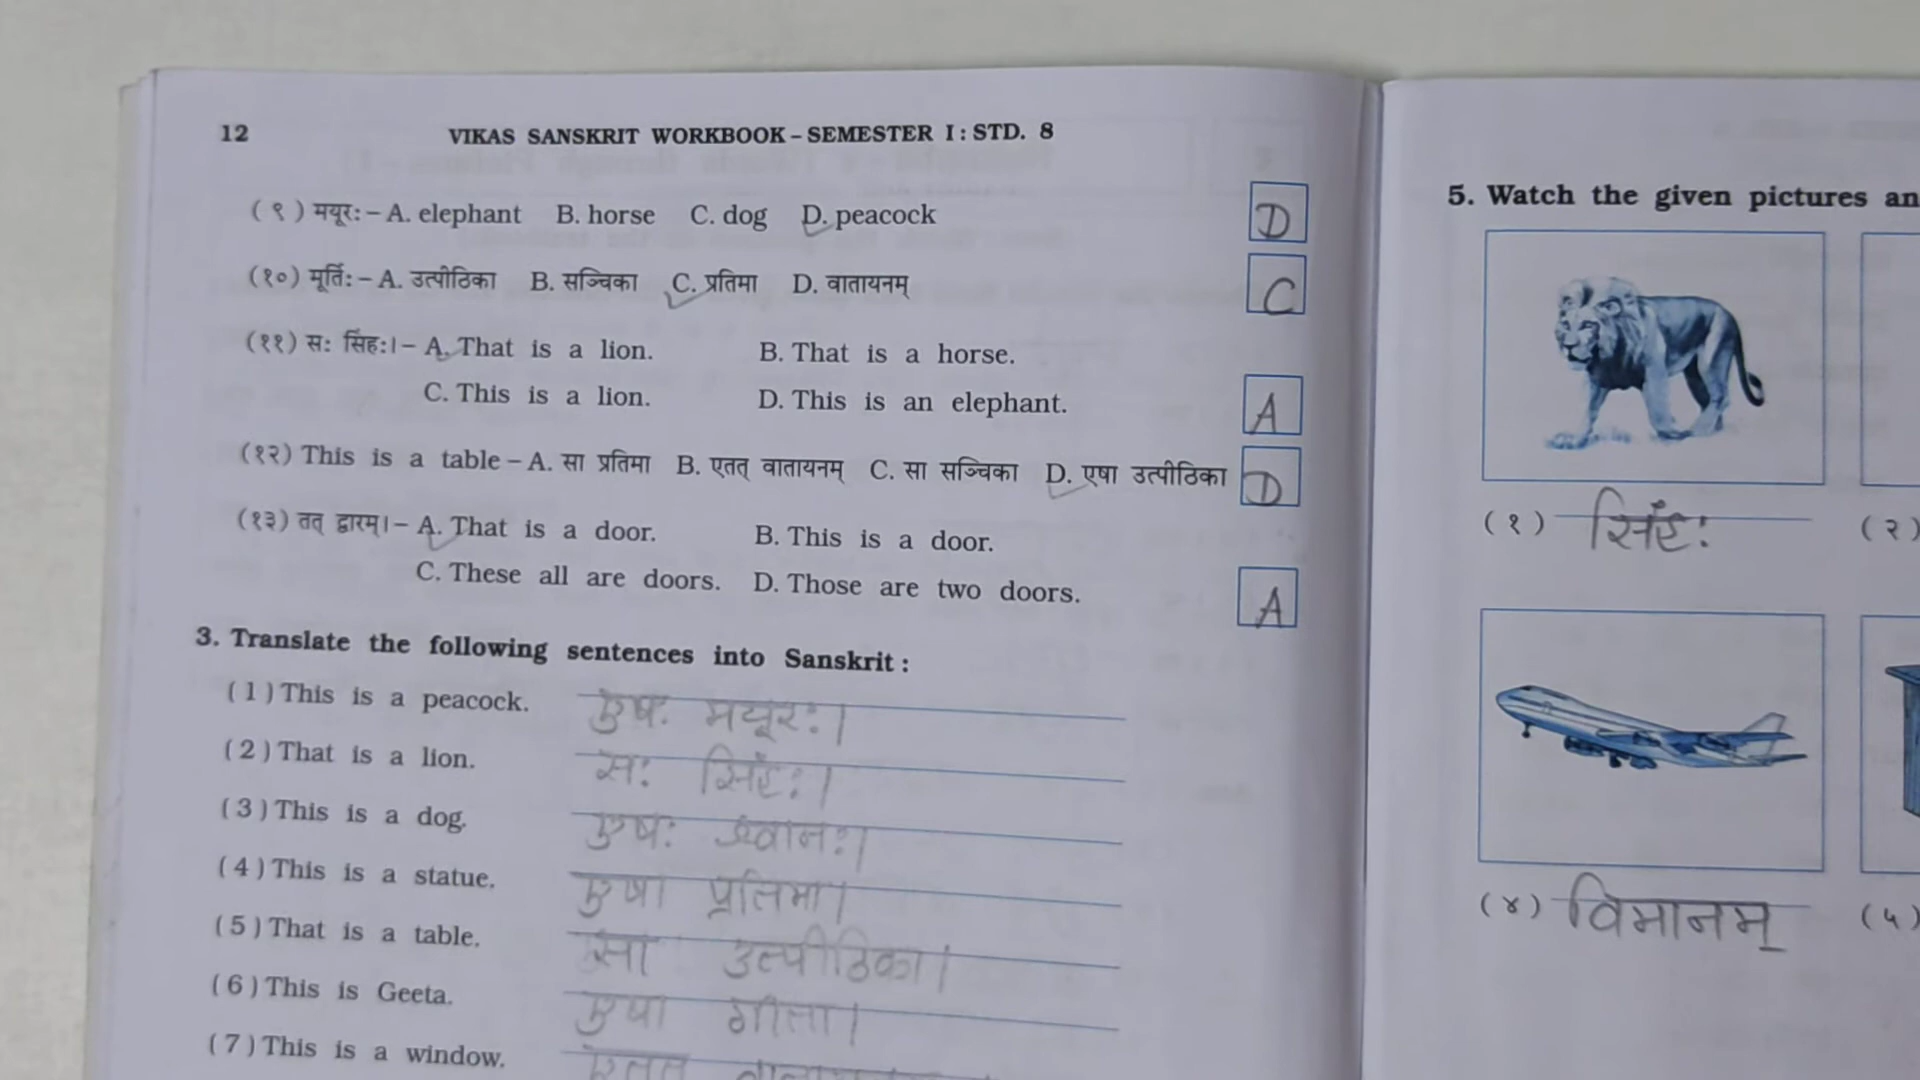 12 VIKAS SANSKRIT WORKBOOK – SEMESTER I : STD. 8
(९) मयूरः – A. elephant B. horse C. dog D. peacock D
(१०) मूर्तिः – A. उत्पीठिका B. सञ्चिका C. प्रतिमा D. वातायनम् C
(११) सः सिंहः। – A. That is a lion. B. That is a horse.
C. This is a lion. D. This is an elephant. A
(१२) This is a table – A. सा प्रतिमा B. एतत् वातायनम् C. सा सञ्चिका D. एषा उत्पीठिका D
(१३) तत् द्वारम्। – A. That is a door. B. This is a door.
C. These all are doors. D. Those are two doors. A
3. Translate the following sentences into Sanskrit :
(1) This is a peacock. एषः मयूरः।
(2) That is a lion. सः सिंहः।
(3) This is a dog. एषः श्वानः।
(4) This is a statue. एषा प्रतिमा।
(5) That is a table. सा उत्पीठिका।
(6) This is Geeta. एषा गीता।
(7) This is a window. एतत्
5. Watch the given pictures an
(१) सिंहः (२)
(४) विमानम् (५)